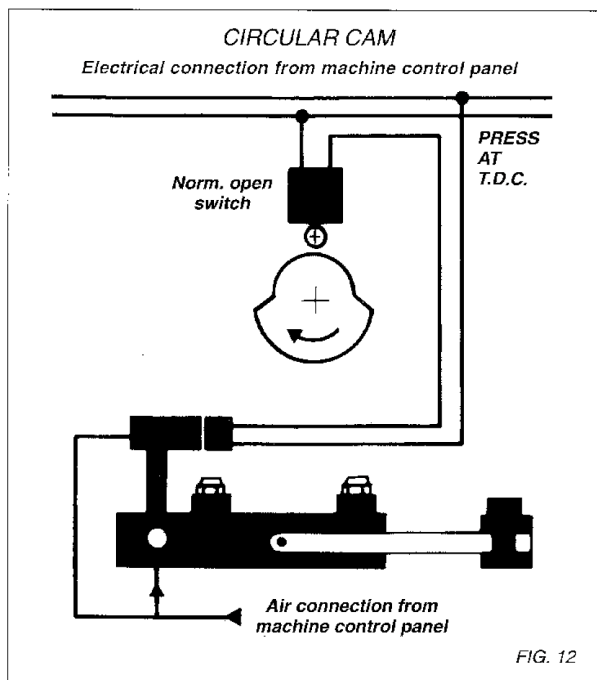 CIRCULAR CAM
Electrical connection from machine control panel
PRESS
AT
T.D.C.
Norm. open
switch
Air connection from
machine control panel
FIG. 12